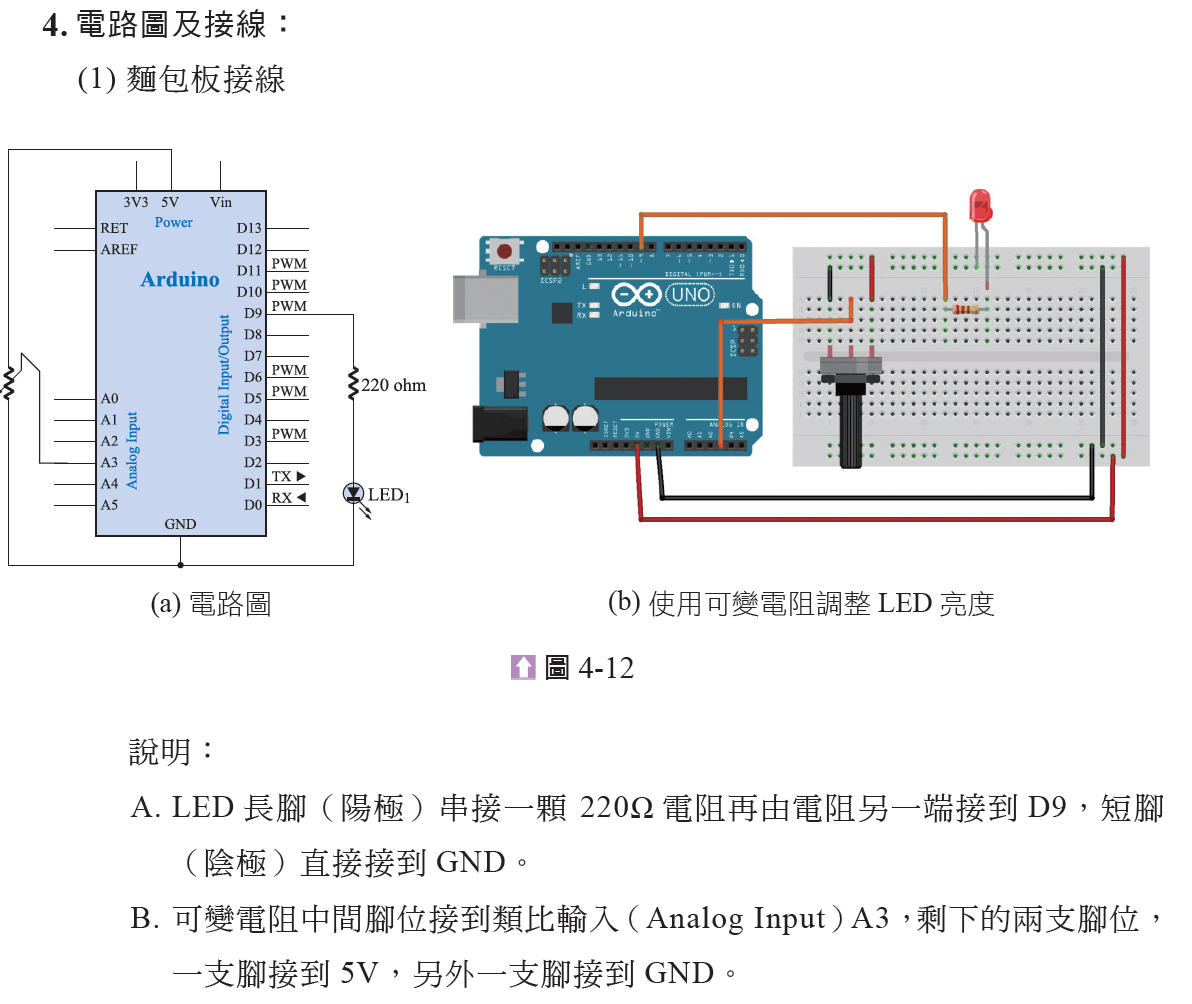 4. 電路圖及接線：
(1) 麵包板接線
3V3 5V Vin
Power
RET
AREF
Arduino
D13
D12
D11 PWM
D10 PWM
D9 PWM
D8
D7
D6 PWM
D5 PWM
D4
D3 PWM
D2
D1 TX ▶
D0 RX ◀
Digital Input/Output
A0
A1
A2
A3
A4
A5
Analog Input
GND
220 ohm
LED1
RESET
ICSP2
AREF
GND
13
12
L
TX
RX
DIGITAL (PWM~)
UNO
Arduino
ON
ICSP
POWER
ANALOG IN
(a) 電路圖
(b) 使用可變電阻調整 LED 亮度
圖 4-12
說明：
A. LED 長腳（陽極）串接一顆 220Ω 電阻再由電阻另一端接到 D9，短腳
（陰極）直接接到 GND。
B. 可變電阻中間腳位接到類比輸入（Analog Input）A3，剩下的兩支腳位，
一支腳接到 5V，另外一支腳接到 GND。